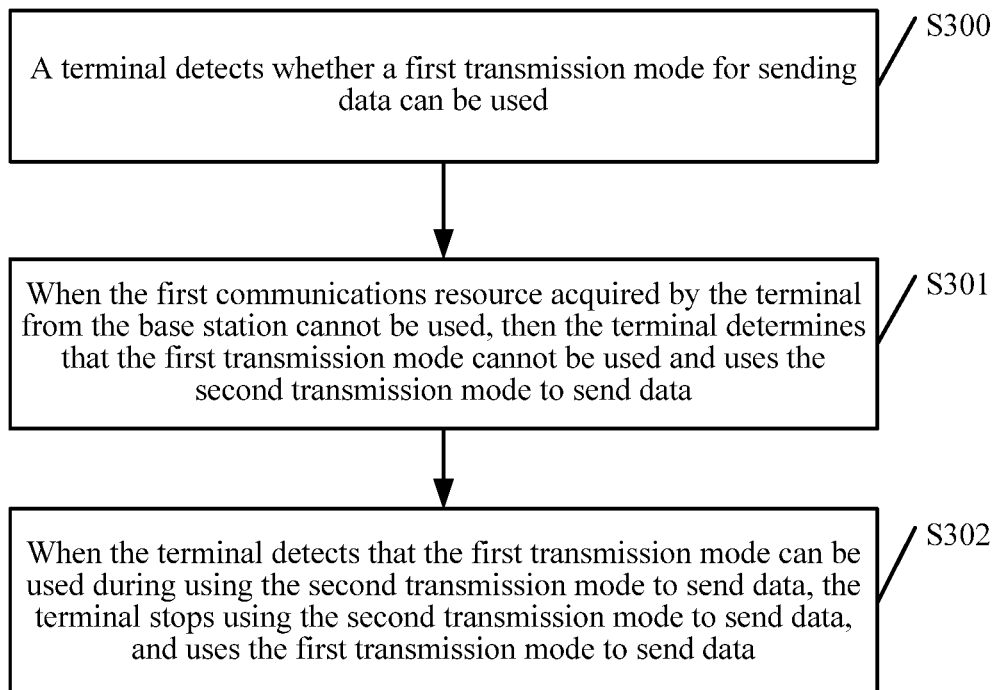 S300
A terminal detects whether a first transmission mode for sending
data can be used
S301
When the first communications resource acquired by the terminal
from the base station cannot be used, then the terminal determines
that the first transmission mode cannot be used and uses the
second transmission mode to send data
S302
When the terminal detects that the first transmission mode can be
used during using the second transmission mode to send data, the
terminal stops using the second transmission mode to send data,
and uses the first transmission mode to send data